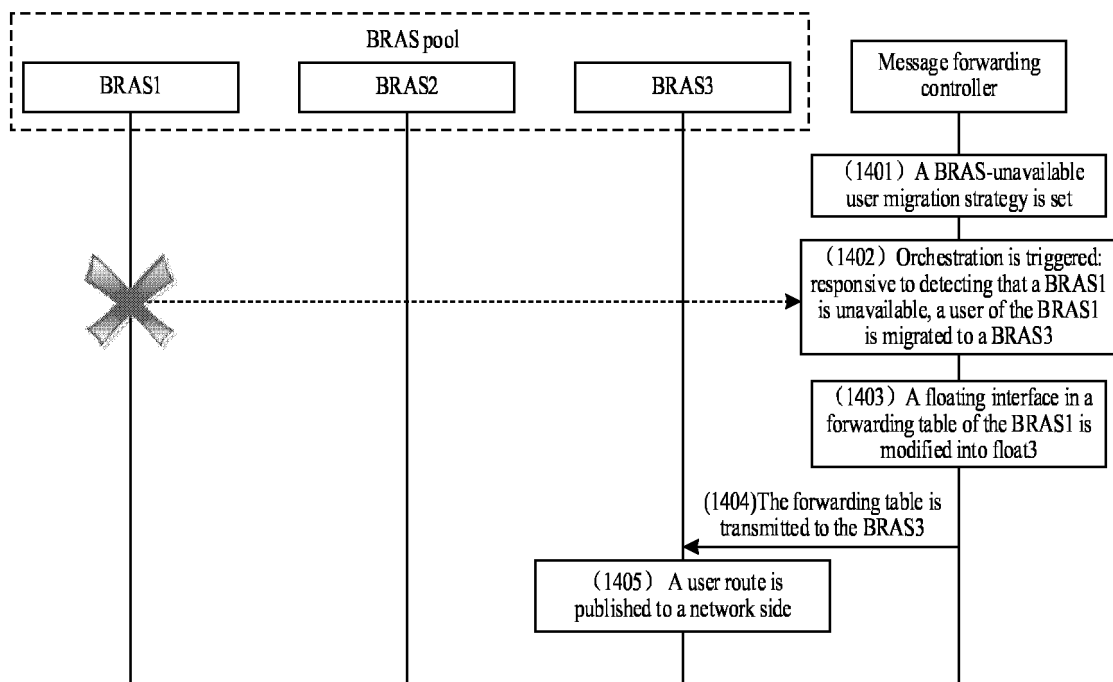 BRAS pool
BRAS1
BRAS2
BRAS3
Message forwarding
controller
（1401）A BRAS-unavailable
user migration strategy is set
（1402）Orchestration is triggered:
responsive to detecting that a BRAS1
is unavailable, a user of the BRAS1
is migrated to a BRAS3
（1403）A floating interface in a
forwarding table of the BRAS1 is
modified into float3
(1404)The forwarding table is
transmitted to the BRAS3
（1405） A user route is
published to a network side